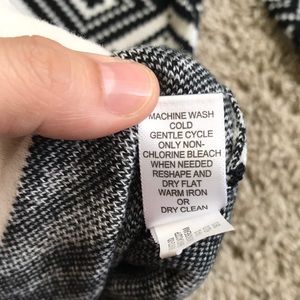 MACHINE WASH
COLD
GENTLE CYCLE
ONLY NON-
CHLORINE BLEACH
WHEN NEEDED
RESHAPE AND
DRY FLAT
WARM IRON
OR
DRY CLEAN